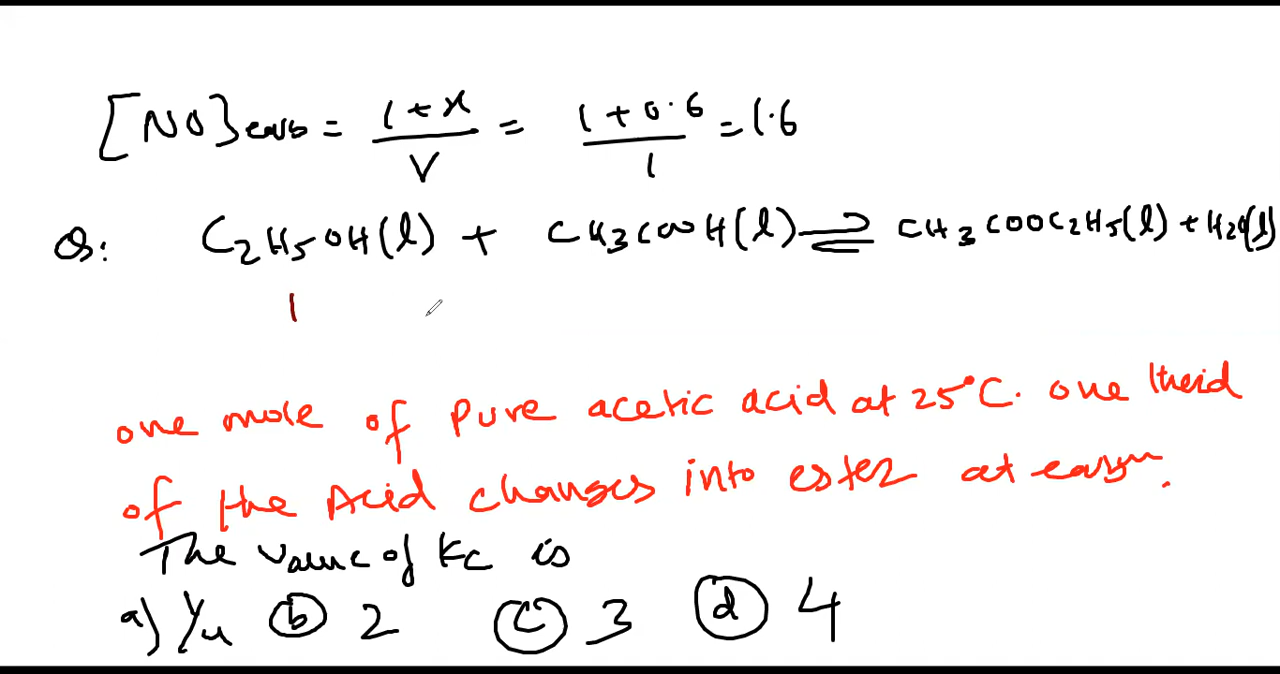 [NO]eqb = 1+x / V = 1+0.6 / 1 = 1.6
Q: C2H5OH(l) + CH3COOH(l) ⇌ CH3COOC2H5(l) + H2O(l)
1
one mole of Pure acetic acid at 25°C. one third
of the Acid changes into ester at eqbm.
The value of Kc is
a) 1/4 (b) 2 (c) 3 (d) 4